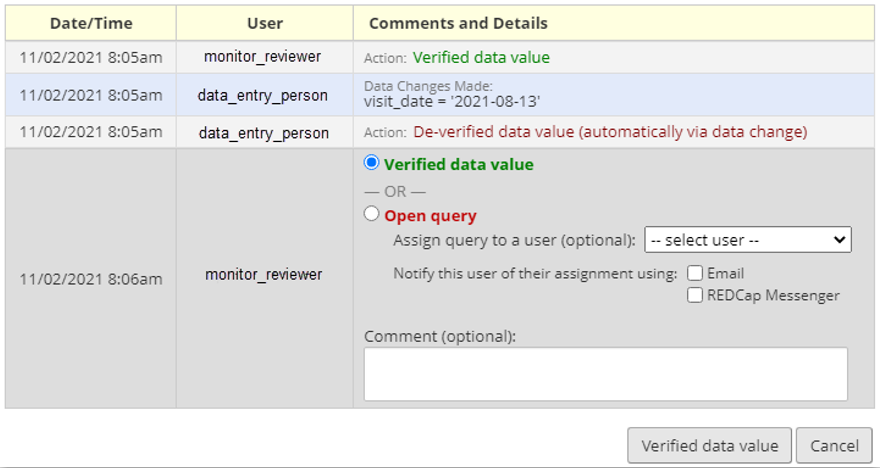 Date/Time User Comments and Details
11/02/2021 8:05am monitor_reviewer Action: Verified data value
11/02/2021 8:05am data_entry_person Data Changes Made:
visit_date = '2021-08-13'
11/02/2021 8:05am data_entry_person Action: De-verified data value (automatically via data change)
11/02/2021 8:06am monitor_reviewer
Verified data value
— OR —
Open query
Assign query to a user (optional): -- select user --
Notify this user of their assignment using: Email
REDCap Messenger
Comment (optional):
Verified data value Cancel